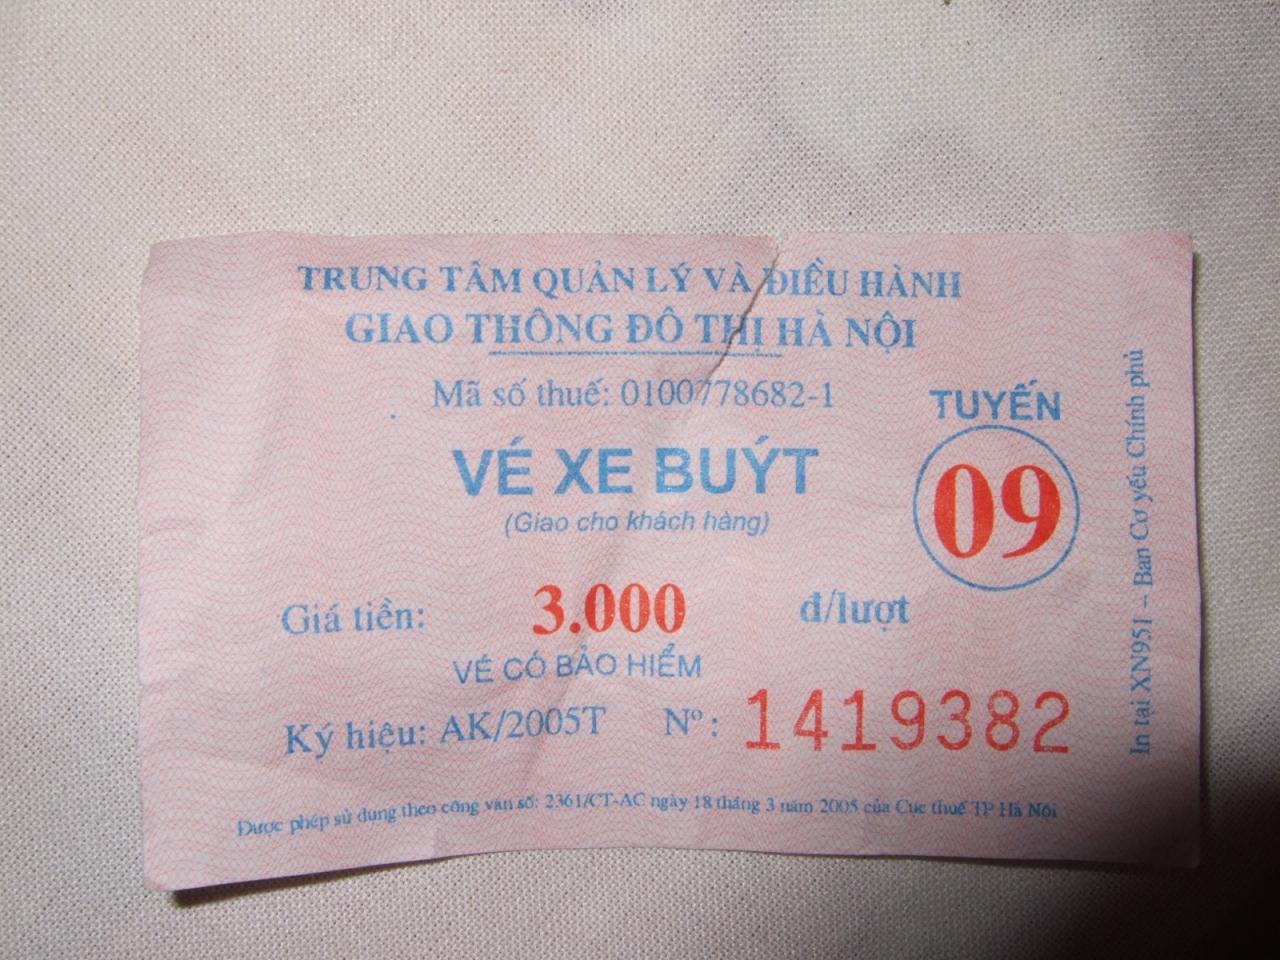 TRUNG TÂM QUẢN LÝ VÀ ĐIỀU HÀNH
GIAO THÔNG ĐÔ THỊ HÀ NỘI
Mã số thuế: 0100778682-1
VÉ XE BUÝT
(Giao cho khách hàng)
TUYẾN
09
Giá tiền: 3.000 đ/lượt
VÉ CÓ BẢO HIỂM
Ký hiệu: AK/2005T Nº: 1419382
Được phép sử dụng theo công văn số: 2361/CT-AC ngày 18 tháng 3 năm 2005 của Cục thuế TP Hà Nội
In tại XN951 – Ban Cơ yếu Chính phủ